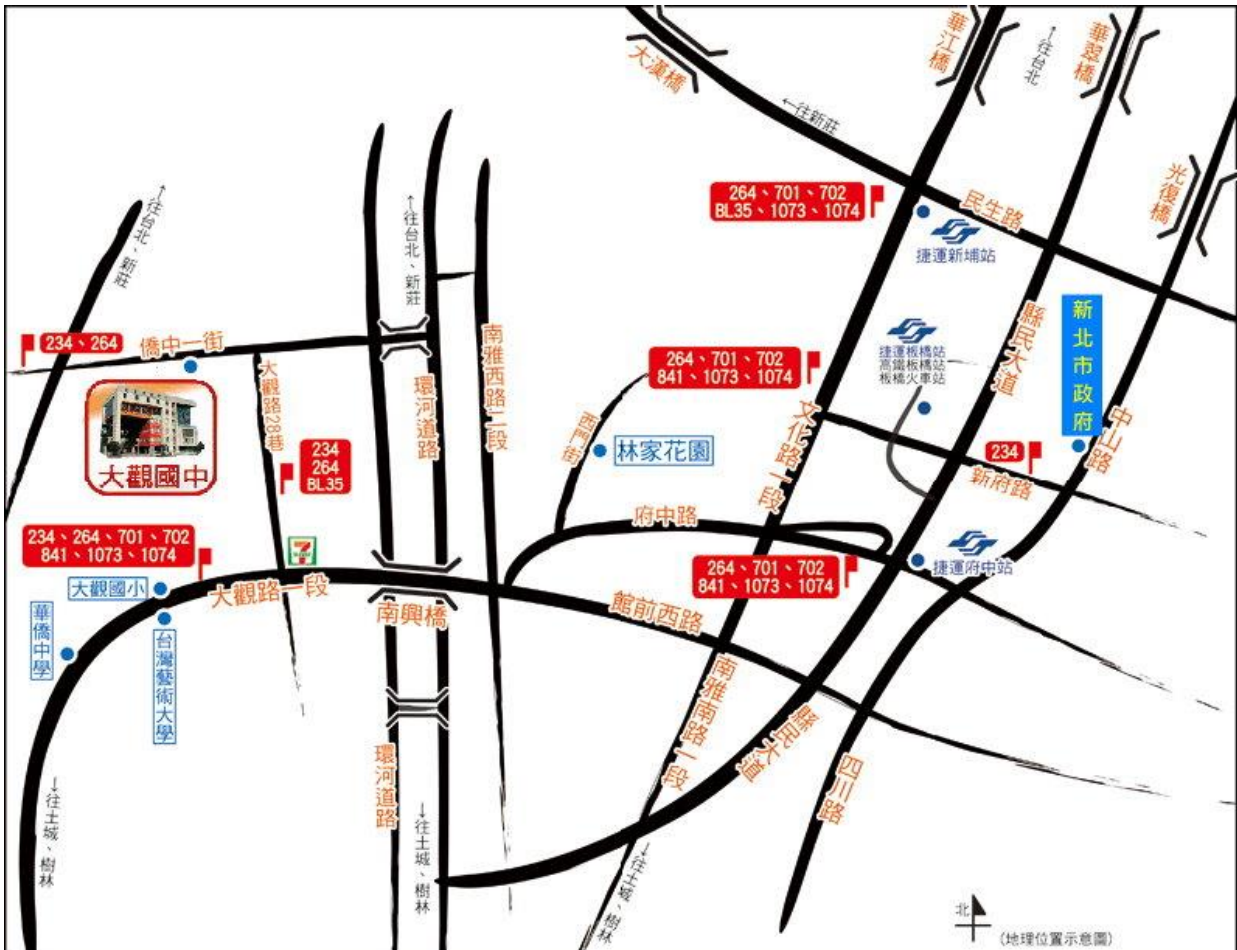 大漢橋
華江橋
↑往台北
華翠橋
←往新莊
光復橋
264、701、702
BL35、1073、1074
民生路
捷運新埔站
↑往台北、新莊
↑往台北、新莊
234、264
僑中一街
大觀路28巷
環河道路
南雅西路二段
264、701、702
841、1073、1074
捷運板橋站
高鐵板橋站
板橋火車站
縣民大道
新北市政府
中山路
大觀國中
西門街
林家花園
文化路一段
234
新府路
234
264
BL35
234、264、701、702
841、1073、1074
府中路
264、701、702
841、1073、1074
捷運府中站
大觀國小
大觀路一段
南興橋
館前西路
華僑中學
台灣藝術大學
南雅南路一段
縣民大道
四川路
環河道路
↓往土城、樹林
↓往土城、樹林
↓往土城、樹林
北
(地理位置示意圖)